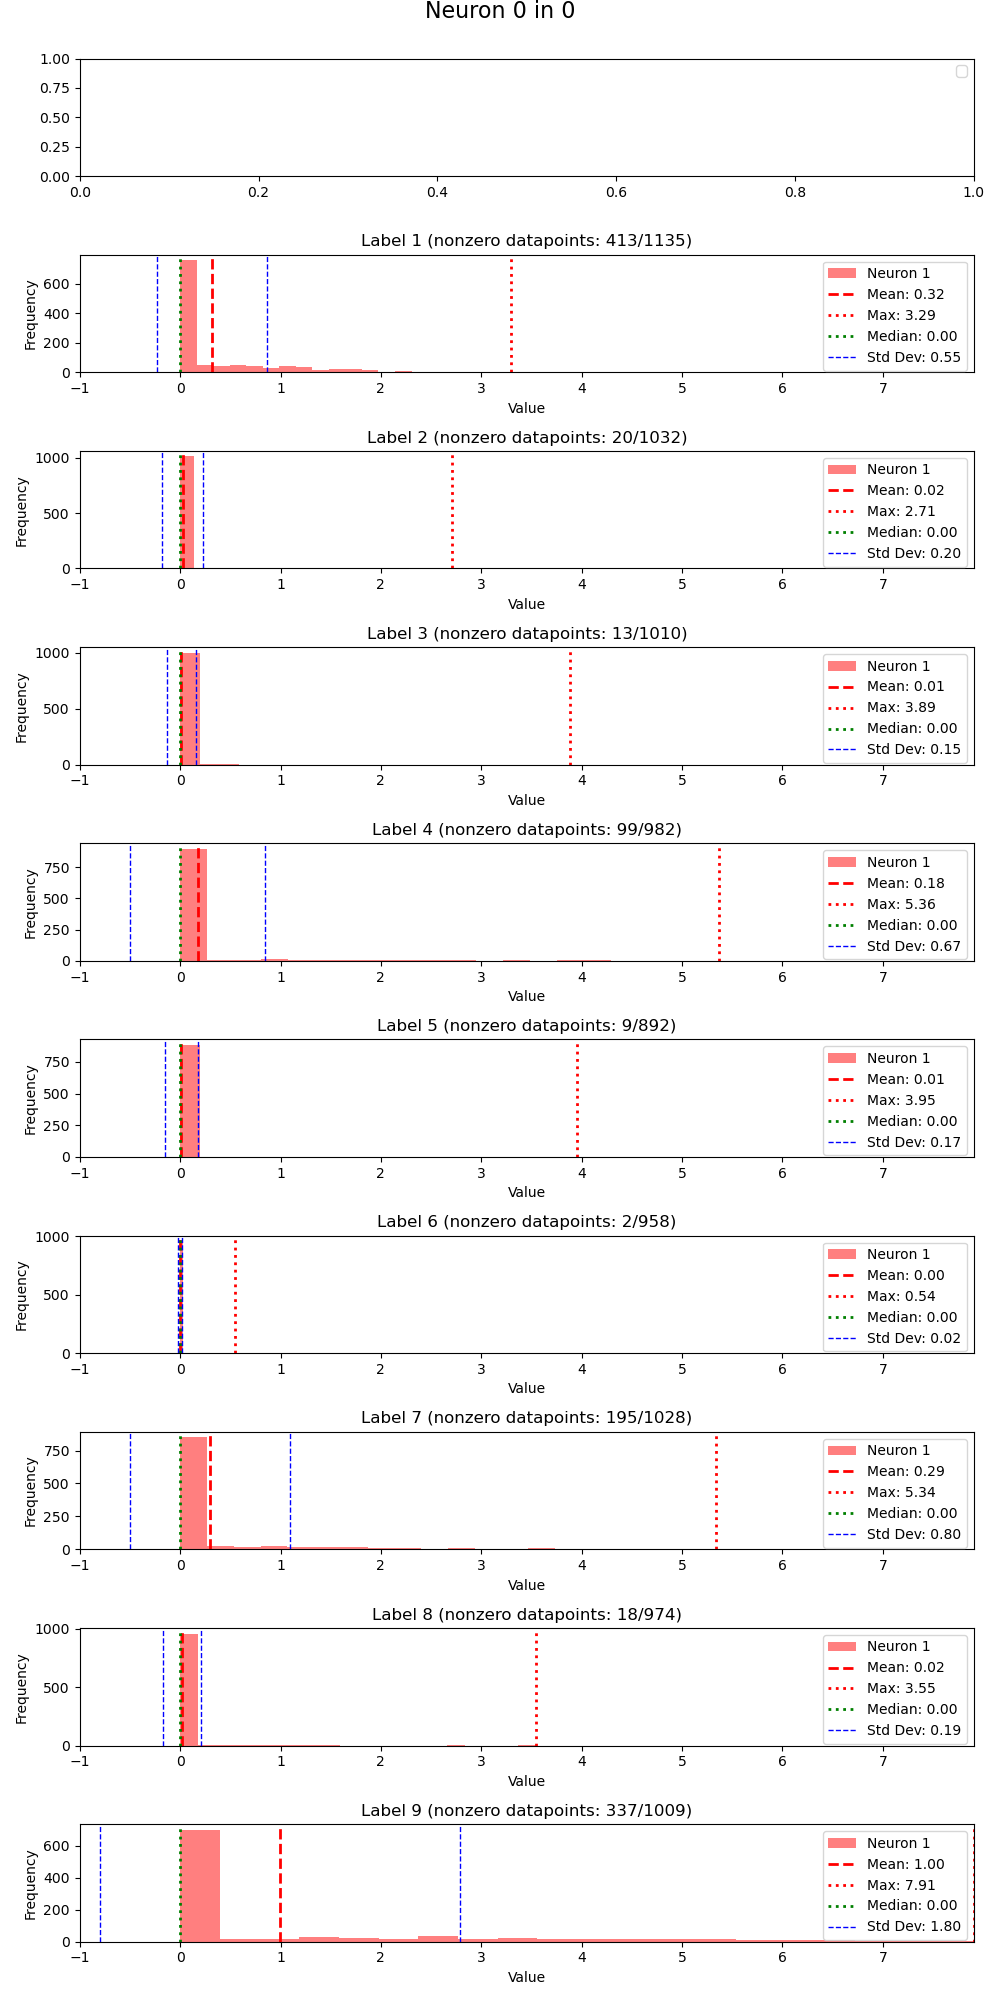 Neuron 0 in 0
1.00
0.75
0.50
0.25
0.00
0.0 0.2 0.4 0.6 0.8 1.0
Label 1 (nonzero datapoints: 413/1135)
Frequency
600
400
200
0
Neuron 1
Mean: 0.32
Max: 3.29
Median: 0.00
Std Dev: 0.55
−1 0 1 2 3 4 5 6 7
Value
Label 2 (nonzero datapoints: 20/1032)
Frequency
1000
500
0
Neuron 1
Mean: 0.02
Max: 2.71
Median: 0.00
Std Dev: 0.20
−1 0 1 2 3 4 5 6 7
Value
Label 3 (nonzero datapoints: 13/1010)
Frequency
1000
500
0
Neuron 1
Mean: 0.01
Max: 3.89
Median: 0.00
Std Dev: 0.15
−1 0 1 2 3 4 5 6 7
Value
Label 4 (nonzero datapoints: 99/982)
Frequency
750
500
250
0
Neuron 1
Mean: 0.18
Max: 5.36
Median: 0.00
Std Dev: 0.67
−1 0 1 2 3 4 5 6 7
Value
Label 5 (nonzero datapoints: 9/892)
Frequency
750
500
250
0
Neuron 1
Mean: 0.01
Max: 3.95
Median: 0.00
Std Dev: 0.17
−1 0 1 2 3 4 5 6 7
Value
Label 6 (nonzero datapoints: 2/958)
Frequency
1000
500
0
Neuron 1
Mean: 0.00
Max: 0.54
Median: 0.00
Std Dev: 0.02
−1 0 1 2 3 4 5 6 7
Value
Label 7 (nonzero datapoints: 195/1028)
Frequency
750
500
250
0
Neuron 1
Mean: 0.29
Max: 5.34
Median: 0.00
Std Dev: 0.80
−1 0 1 2 3 4 5 6 7
Value
Label 8 (nonzero datapoints: 18/974)
Frequency
1000
500
0
Neuron 1
Mean: 0.02
Max: 3.55
Median: 0.00
Std Dev: 0.19
−1 0 1 2 3 4 5 6 7
Value
Label 9 (nonzero datapoints: 337/1009)
Frequency
600
400
200
0
Neuron 1
Mean: 1.00
Max: 7.91
Median: 0.00
Std Dev: 1.80
−1 0 1 2 3 4 5 6 7
Value